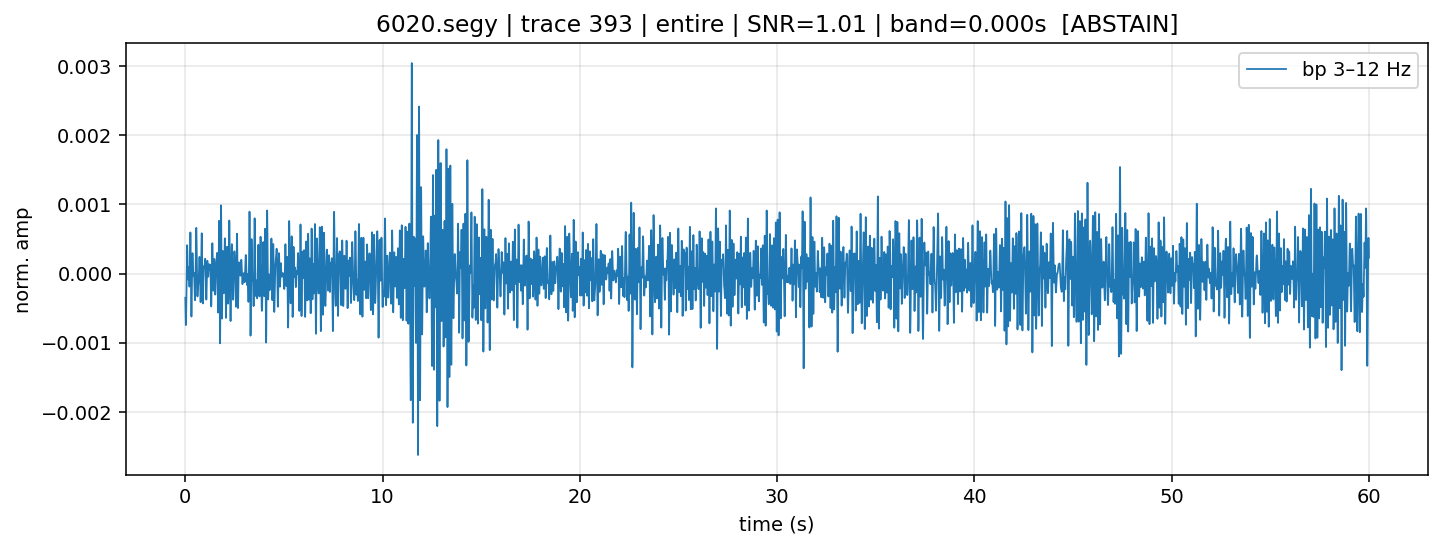 6020.segy | trace 393 | entire | SNR=1.01 | band=0.000s  [ABSTAIN]
bp 3–12 Hz
0.003
0.002
0.001
0.000
−0.001
−0.002
norm. amp
0 10 20 30 40 50 60
time (s)